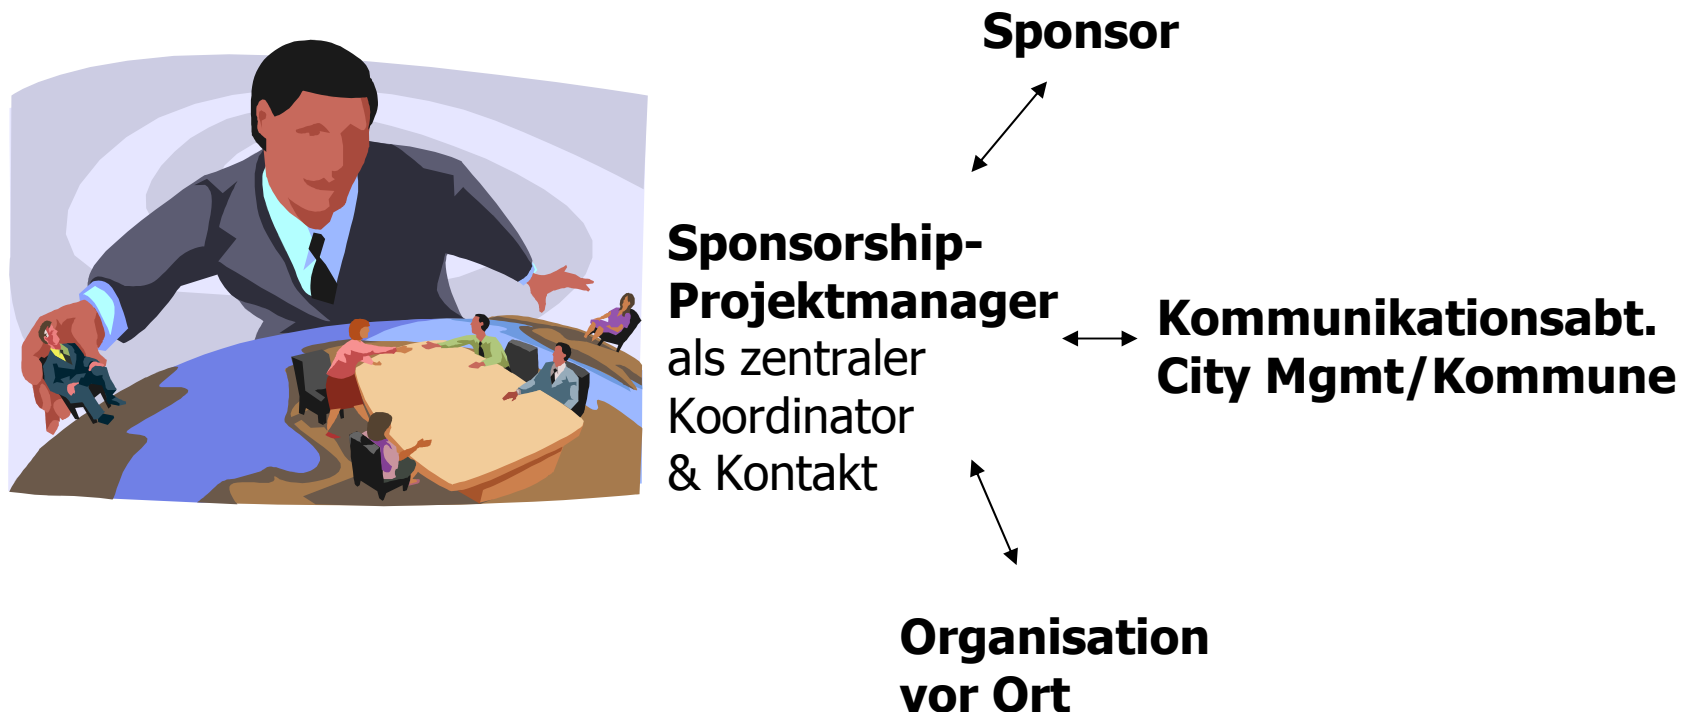 Sponsor
Sponsorship-
Projektmanager
als zentraler
Koordinator
& Kontakt
Kommunikationsabt.
City Mgmt/Kommune
Organisation
vor Ort